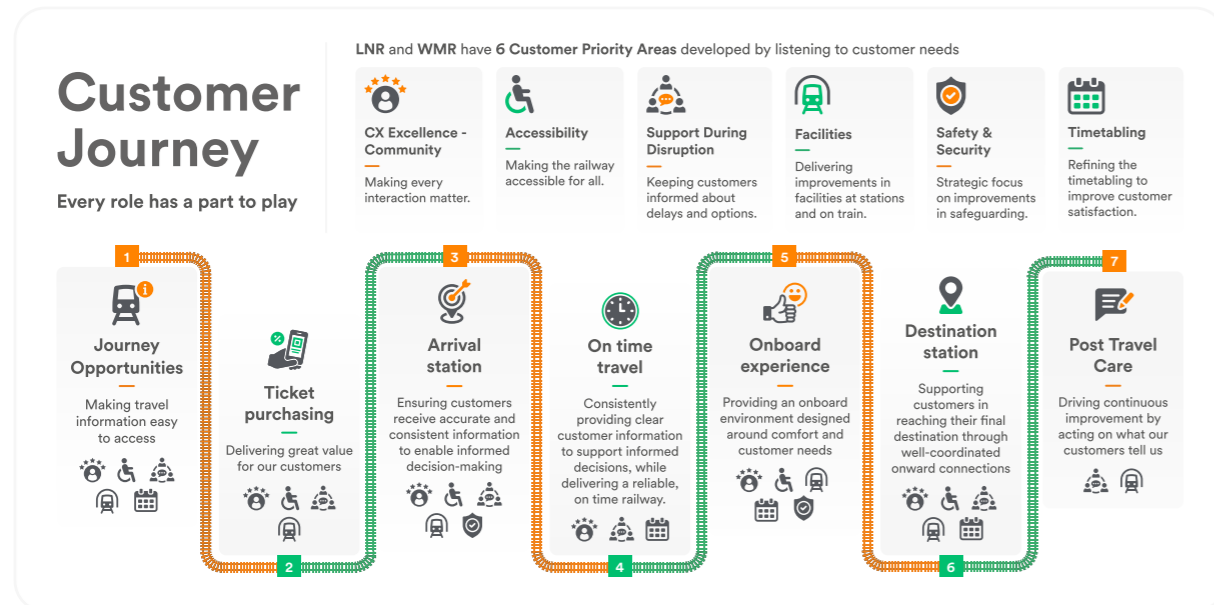 Customer
Journey
Every role has a part to play
LNR and WMR have 6 Customer Priority Areas developed by listening to customer needs
CX Excellence -
Community
Making every
interaction matter.
Accessibility
Making the railway
accessible for all.
Support During
Disruption
Keeping customers
informed about
delays and options.
Facilities
Delivering
improvements in
facilities at stations
and on train.
Safety &
Security
Strategic focus
on improvements
in safeguarding.
Timetabling
Refining the
timetabling to
improve customer
satisfaction.
1
Journey
Opportunities
Making travel
information easy
to access
2
Ticket
purchasing
Delivering great value
for our customers
3
Arrival
station
Ensuring customers
receive accurate and
consistent information
to enable informed
decision-making
4
On time
travel
Consistently
providing clear
customer information
to support informed
decisions, while
delivering a reliable,
on time railway.
5
Onboard
experience
Providing an onboard
environment designed
around comfort and
customer needs
6
Destination
station
Supporting
customers in
reaching their final
destination through
well-coordinated
onward connections
7
Post Travel
Care
Driving continuous
improvement by
acting on what our
customers tell us